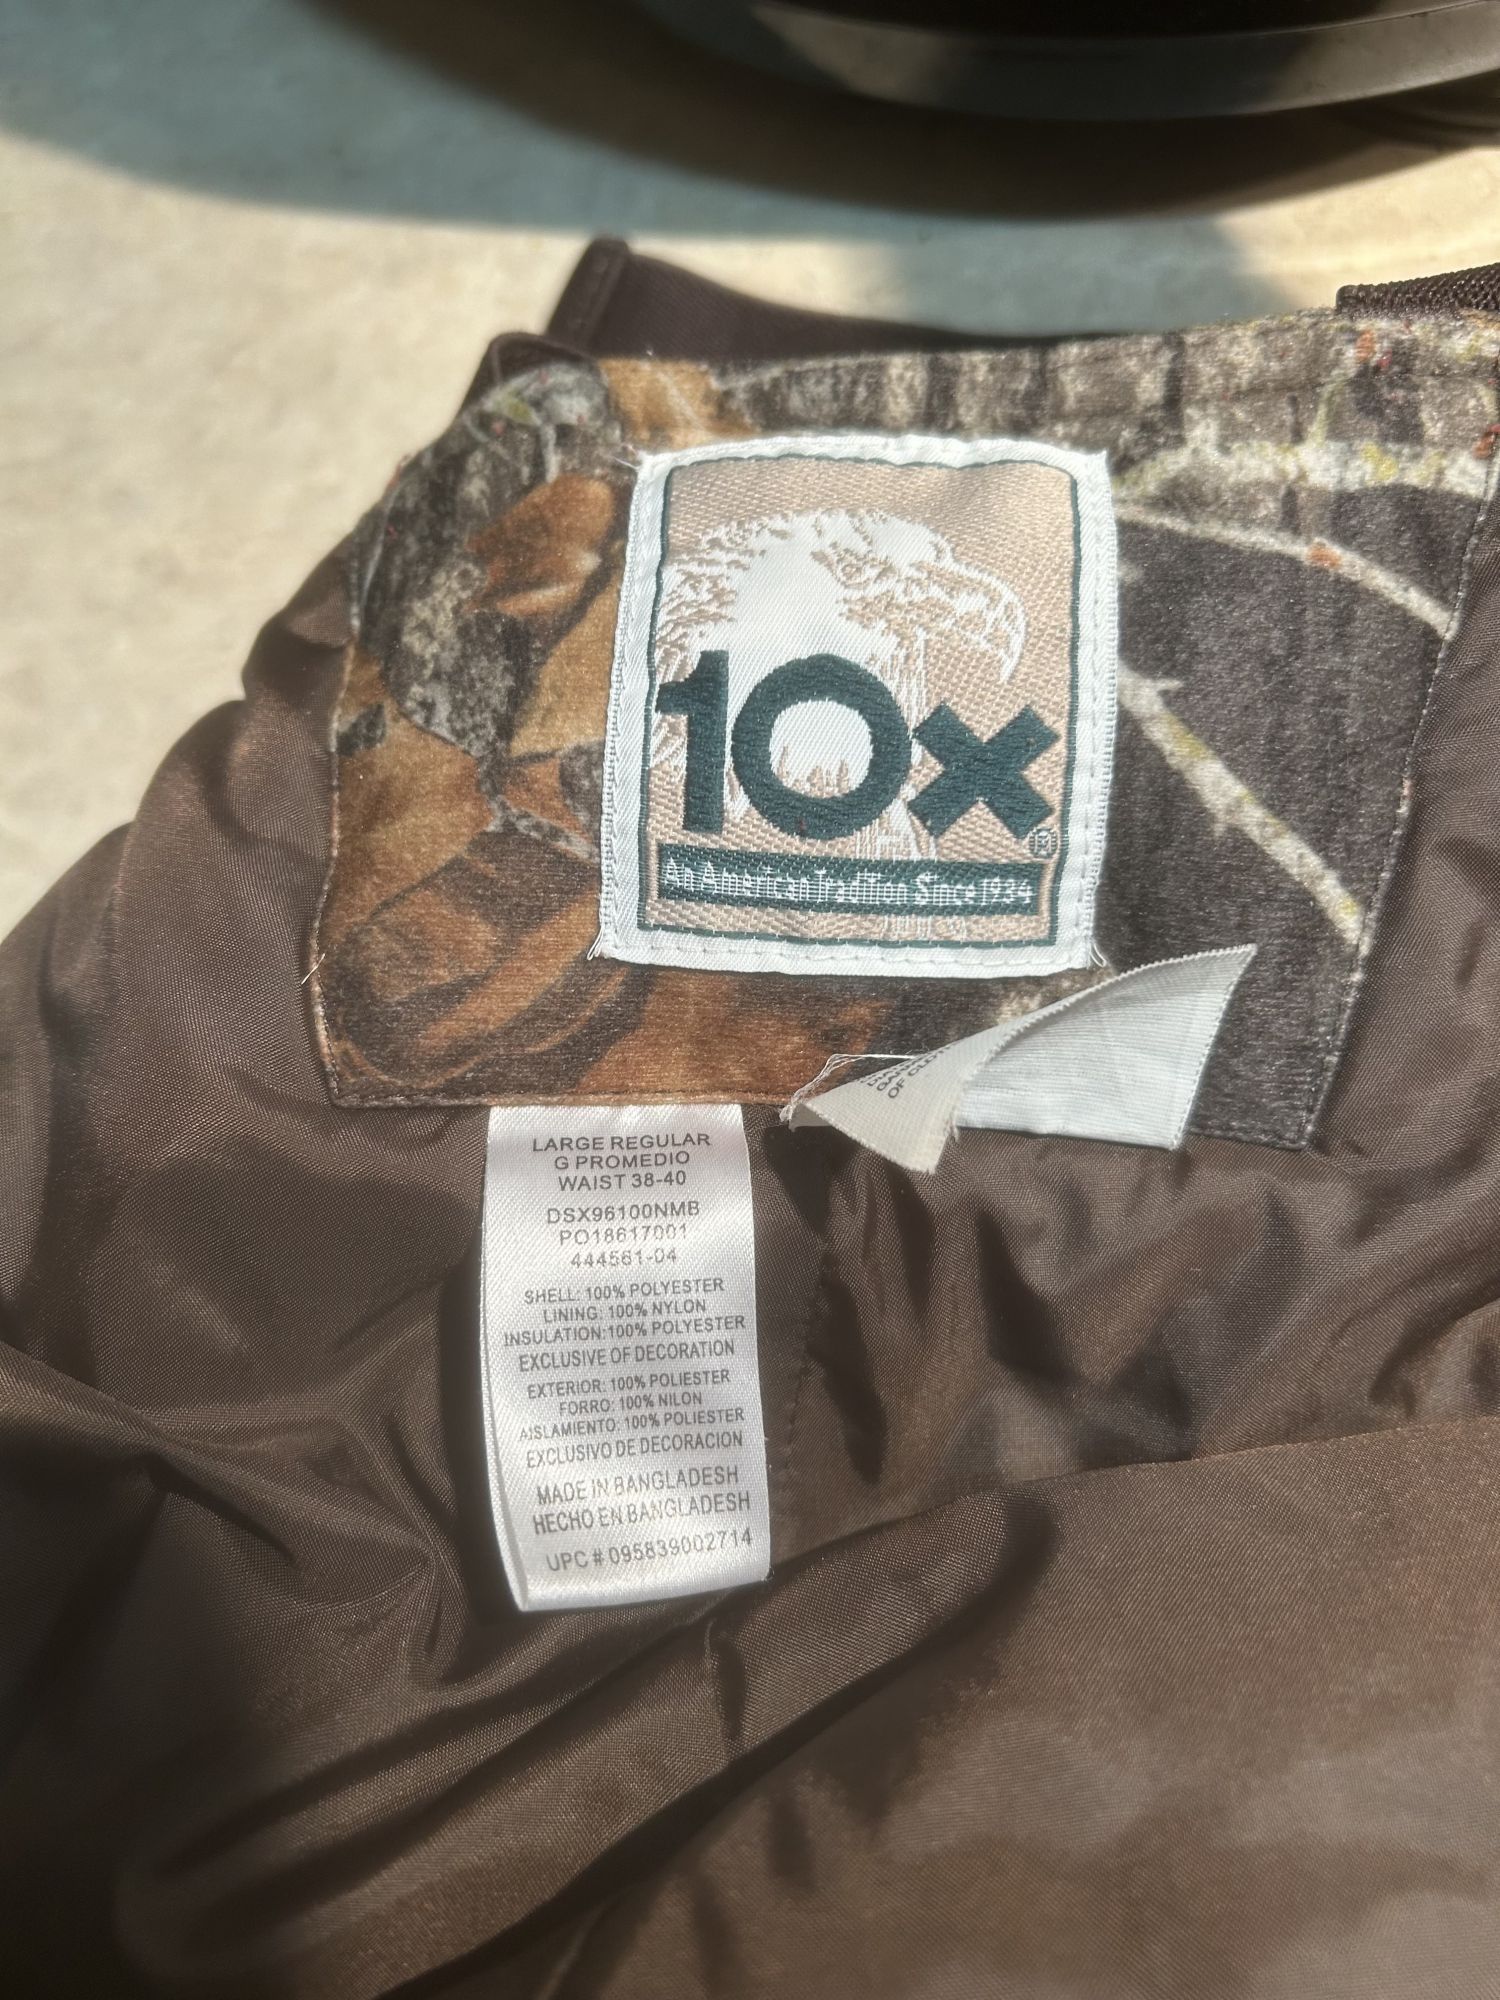 10x
®
An American Tradition Since 1934
OF CLOT
LARGE REGULAR
G PROMEDIO
WAIST 38-40
DSX96100NMB
PO18617001
444561-04
SHELL: 100% POLYESTER
LINING: 100% NYLON
INSULATION:100% POLYESTER
EXCLUSIVE OF DECORATION
EXTERIOR: 100% POLIESTER
FORRO: 100% NILON
AISLAMIENTO: 100% POLIESTER
EXCLUSIVO DE DECORACION
MADE IN BANGLADESH
HECHO EN BANGLADESH
UPC # 095839002714